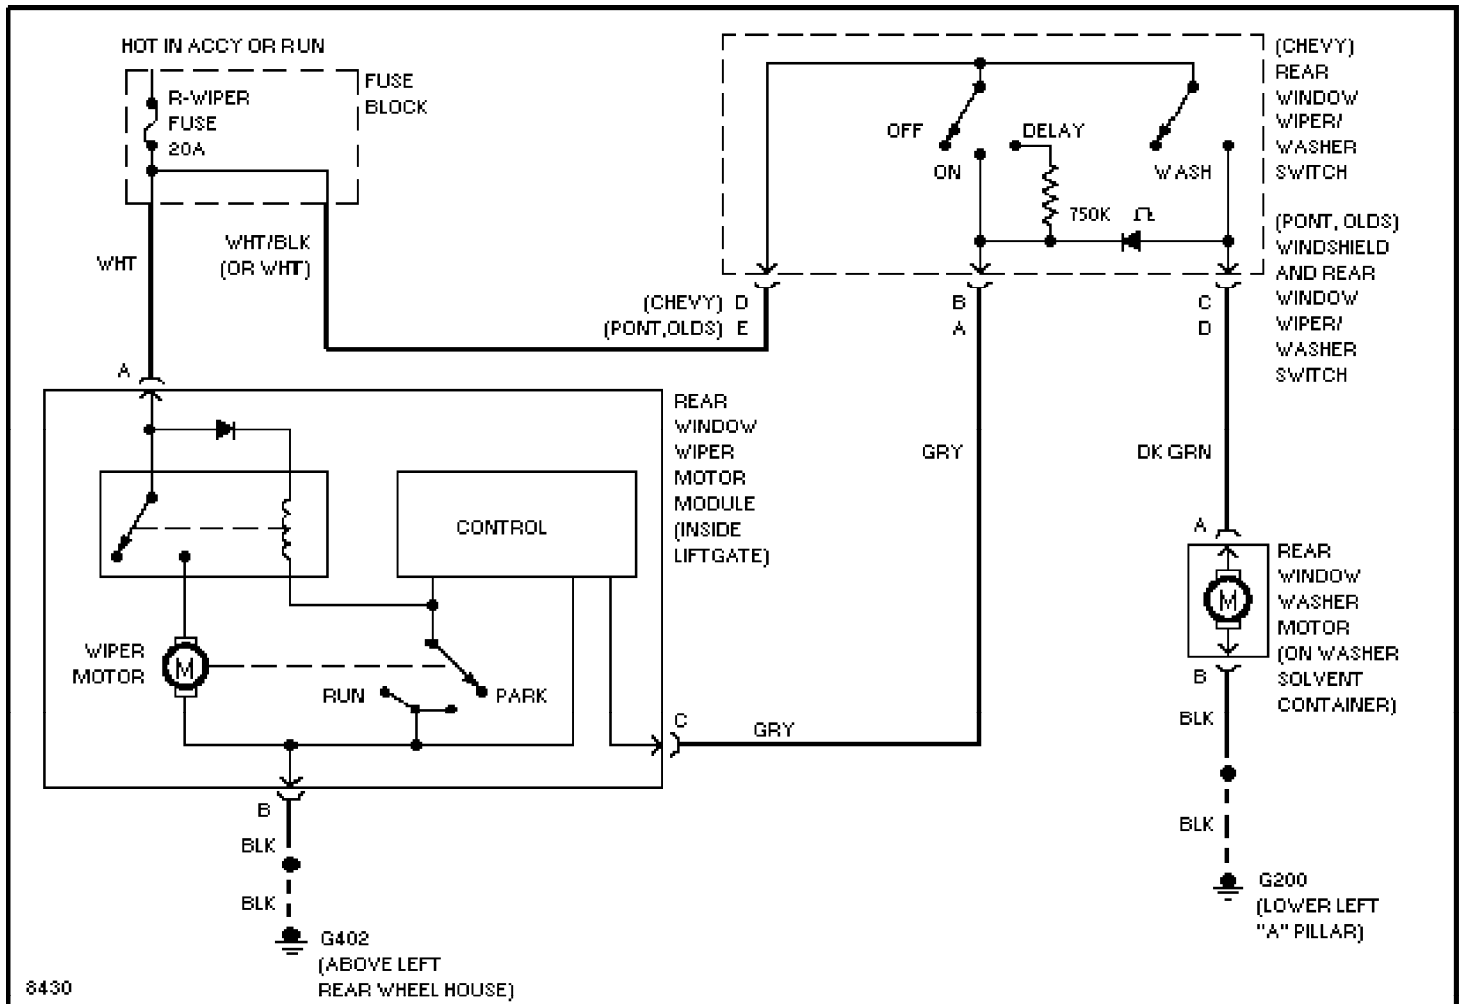 HOT IN ACCY OR RUN
R-WIPER
FUSE
20A
FUSE
BLOCK
WHT
WHT/BLK
(OR WHT)
OFF
ON
DELAY
750K
WASH
(CHEVY)
REAR
WINDOW
WIPER/
WASHER
SWITCH
(PONT, OLDS)
WINDSHIELD
AND REAR
WINDOW
WIPER/
WASHER
SWITCH
(CHEVY) D
(PONT,OLDS) E
B
A
C
D
A
REAR
WINDOW
WIPER
MOTOR
MODULE
(INSIDE
LIFTGATE)
CONTROL
GRY
DK GRN
A
M
REAR
WINDOW
WASHER
MOTOR
(ON WASHER
SOLVENT
CONTAINER)
B
BLK
BLK
G200
(LOWER LEFT
"A" PILLAR)
WIPER
MOTOR
M
RUN
PARK
C
GRY
B
BLK
BLK
G402
(ABOVE LEFT
REAR WHEEL HOUSE)
8430